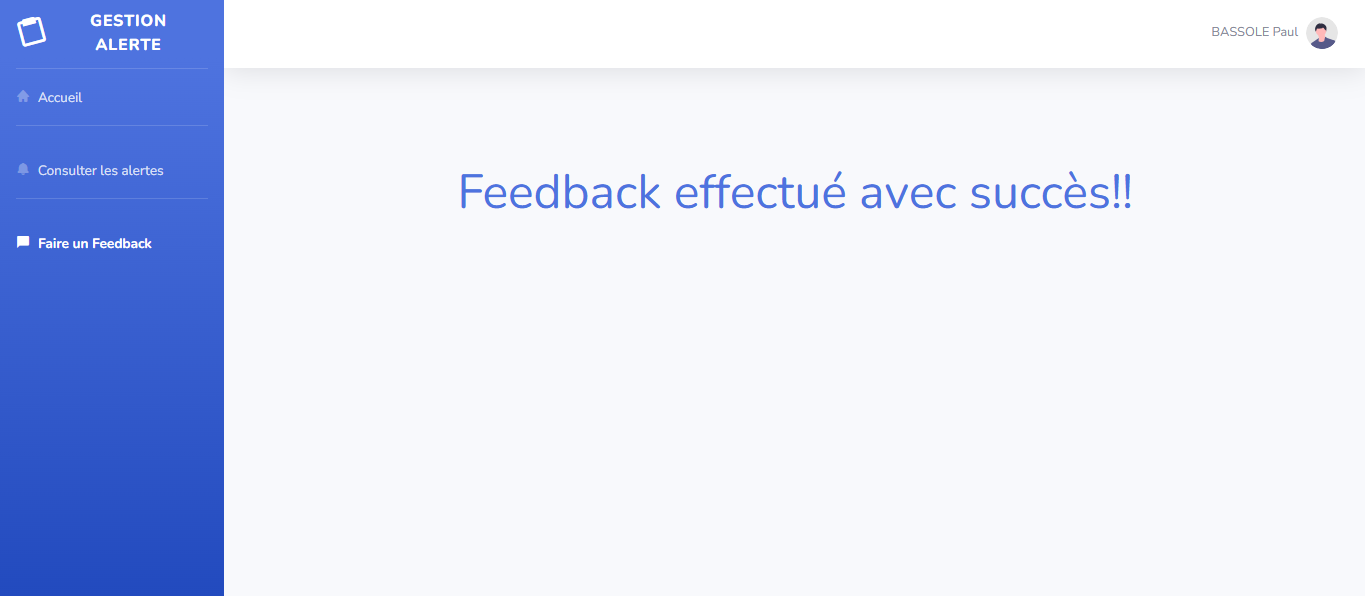 GESTION
ALERTE
BASSOLE Paul
Accueil
Consulter les alertes
Faire un Feedback
Feedback effectué avec succès!!